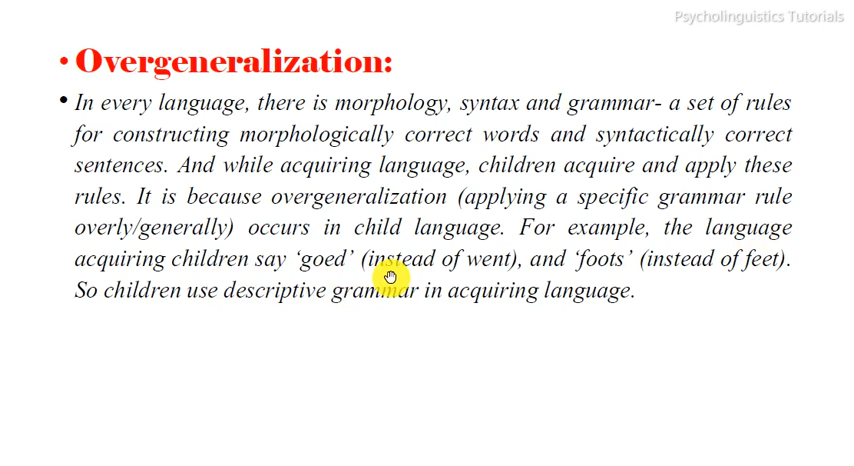 Psycholinguistics Tutorials
• Overgeneralization:
• In every language, there is morphology, syntax and grammar- a set of rules
for constructing morphologically correct words and syntactically correct
sentences. And while acquiring language, children acquire and apply these
rules. It is because overgeneralization (applying a specific grammar rule
overly/generally) occurs in child language. For example, the language
acquiring children say ‘goed’ (instead of went), and ‘foots’ (instead of feet).
So children use descriptive grammar in acquiring language.